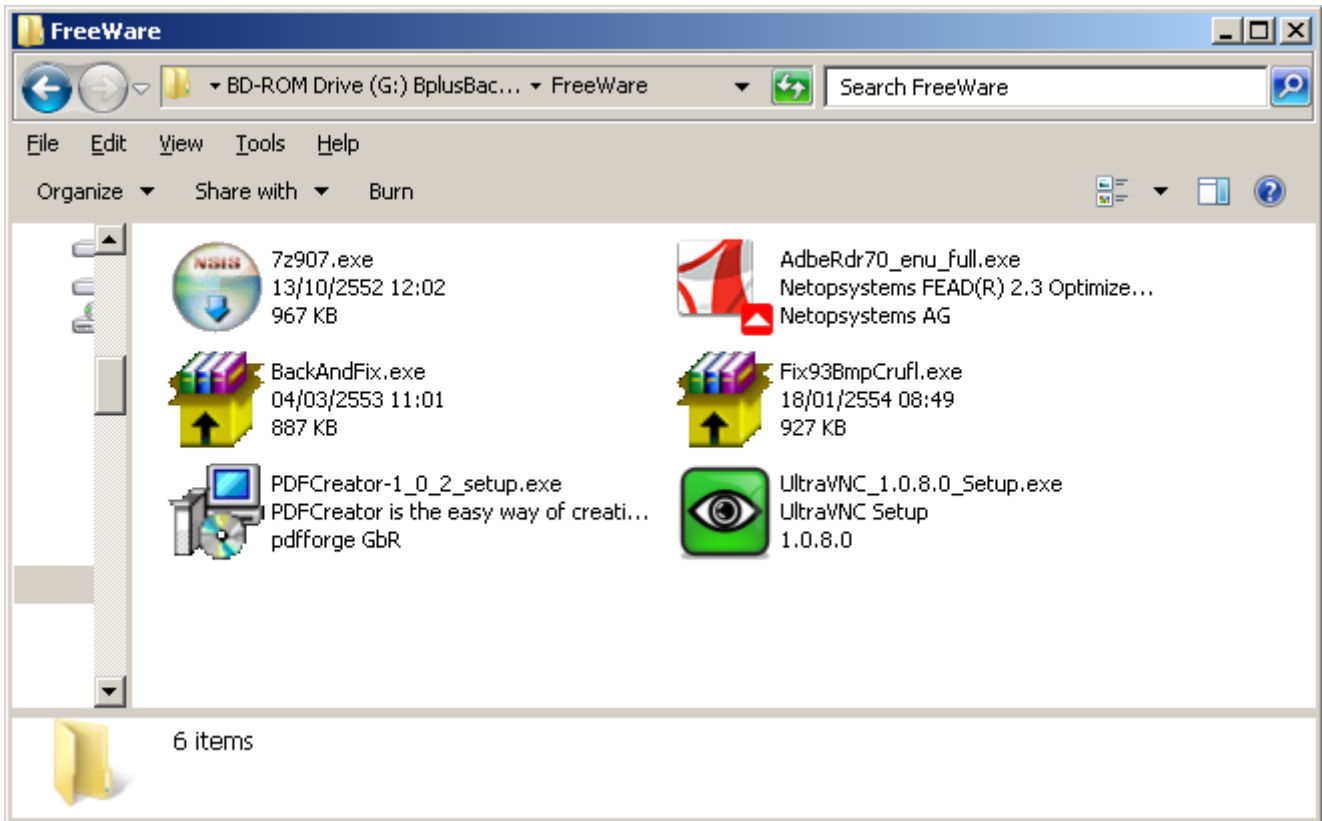 FreeWare
BD-ROM Drive (G:) BplusBac... FreeWare
Search FreeWare
File Edit View Tools Help
Organize Share with Burn
NSIS
7z907.exe
13/10/2552 12:02
967 KB
AdbeRdr70_enu_full.exe
Netopsystems FEAD(R) 2.3 Optimize...
Netopsystems AG
BackAndFix.exe
04/03/2553 11:01
887 KB
Fix93BmpCrufl.exe
18/01/2554 08:49
927 KB
PDFCreator-1_0_2_setup.exe
PDFCreator is the easy way of creati...
pdfforge GbR
UltraVNC_1.0.8.0_Setup.exe
UltraVNC Setup
1.0.8.0
6 items